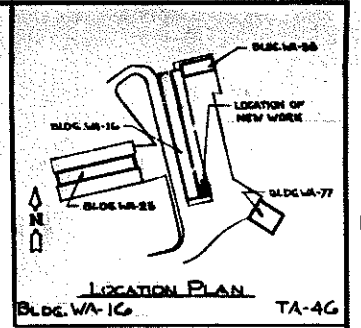 BLDG. WA-88
LOCATION OF
NEW WORK
BLDG. WA-16
BLDG WA-77
BLDG. WA-25
N
LOCATION PLAN
BLDG. WA-16
TA-46